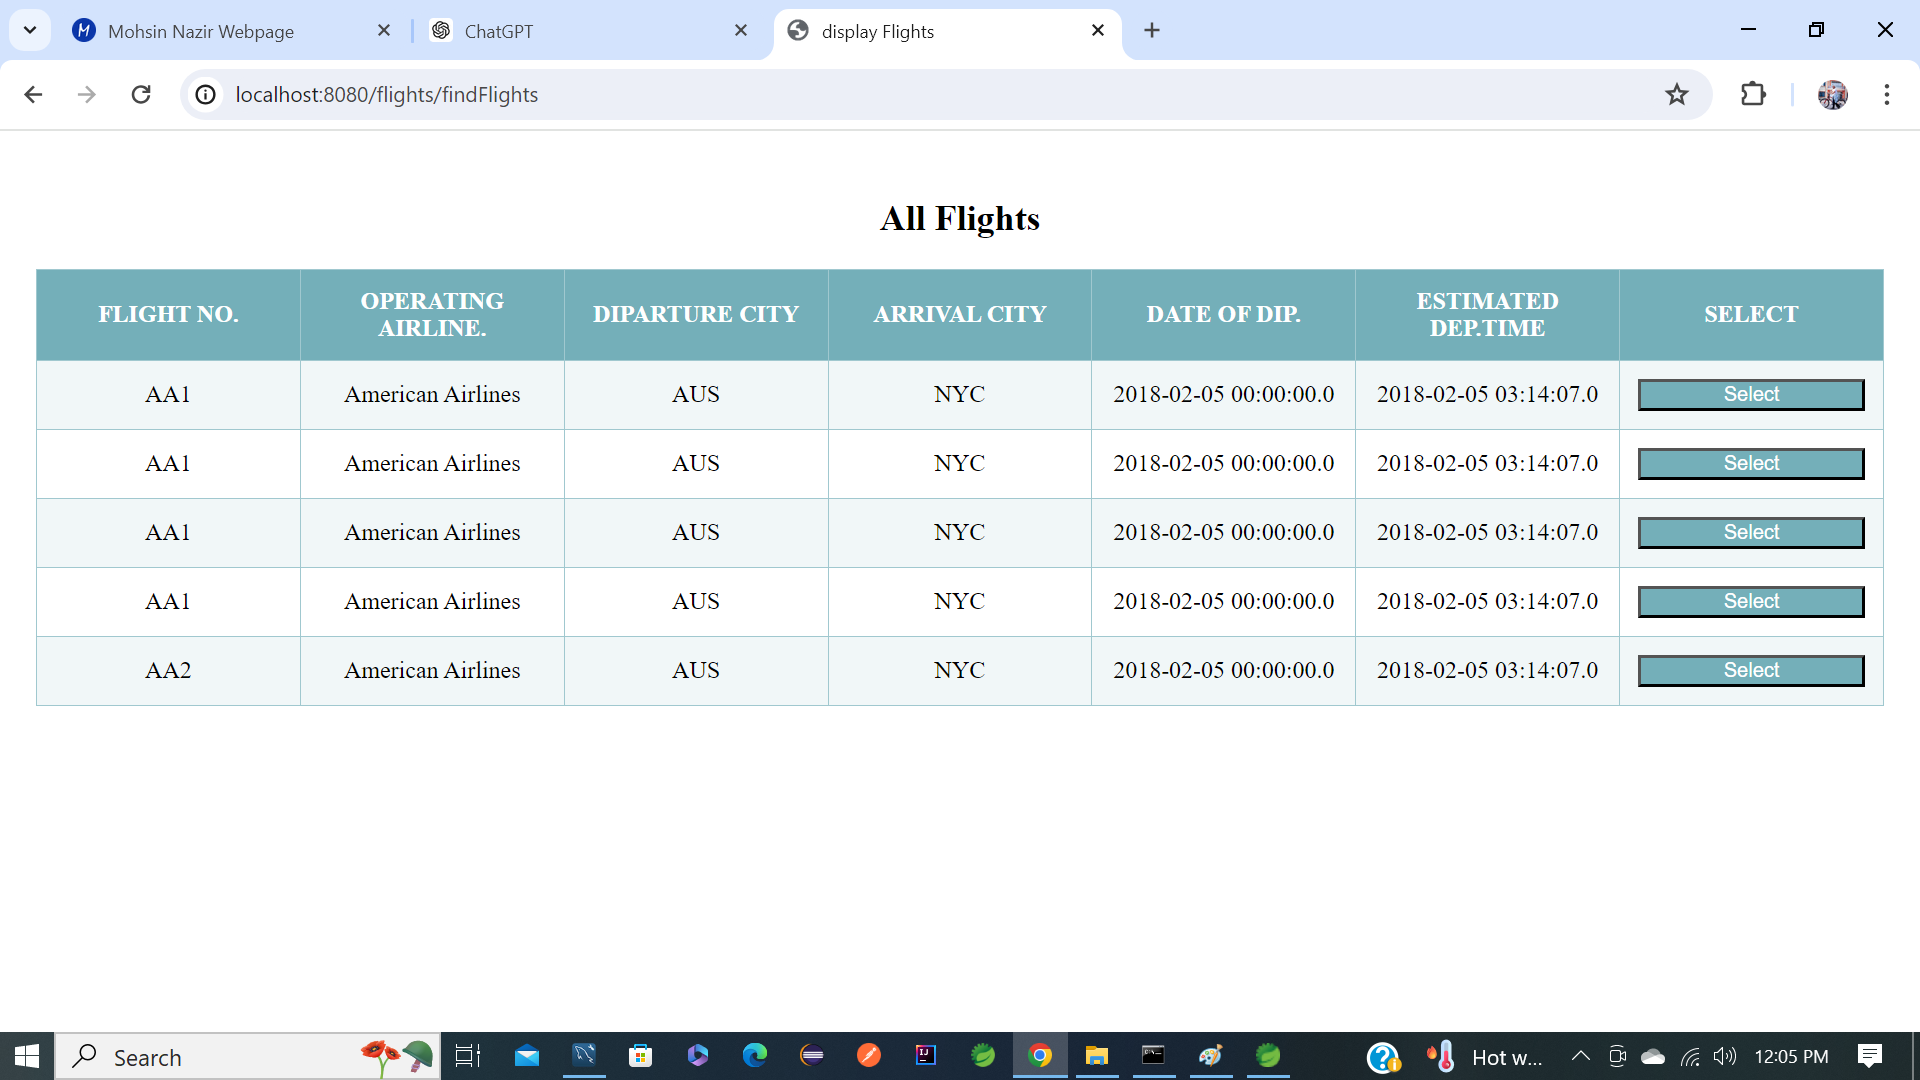 Mohsin Nazir Webpage
ChatGPT
display Flights
localhost:8080/flights/findFlights
All Flights
FLIGHT NO. OPERATING AIRLINE. DIPARTURE CITY ARRIVAL CITY DATE OF DIP. ESTIMATED DEP.TIME SELECT
AA1 American Airlines AUS NYC 2018-02-05 00:00:00.0 2018-02-05 03:14:07.0 Select
AA1 American Airlines AUS NYC 2018-02-05 00:00:00.0 2018-02-05 03:14:07.0 Select
AA1 American Airlines AUS NYC 2018-02-05 00:00:00.0 2018-02-05 03:14:07.0 Select
AA1 American Airlines AUS NYC 2018-02-05 00:00:00.0 2018-02-05 03:14:07.0 Select
AA2 American Airlines AUS NYC 2018-02-05 00:00:00.0 2018-02-05 03:14:07.0 Select
Search
Hot w...
12:05 PM